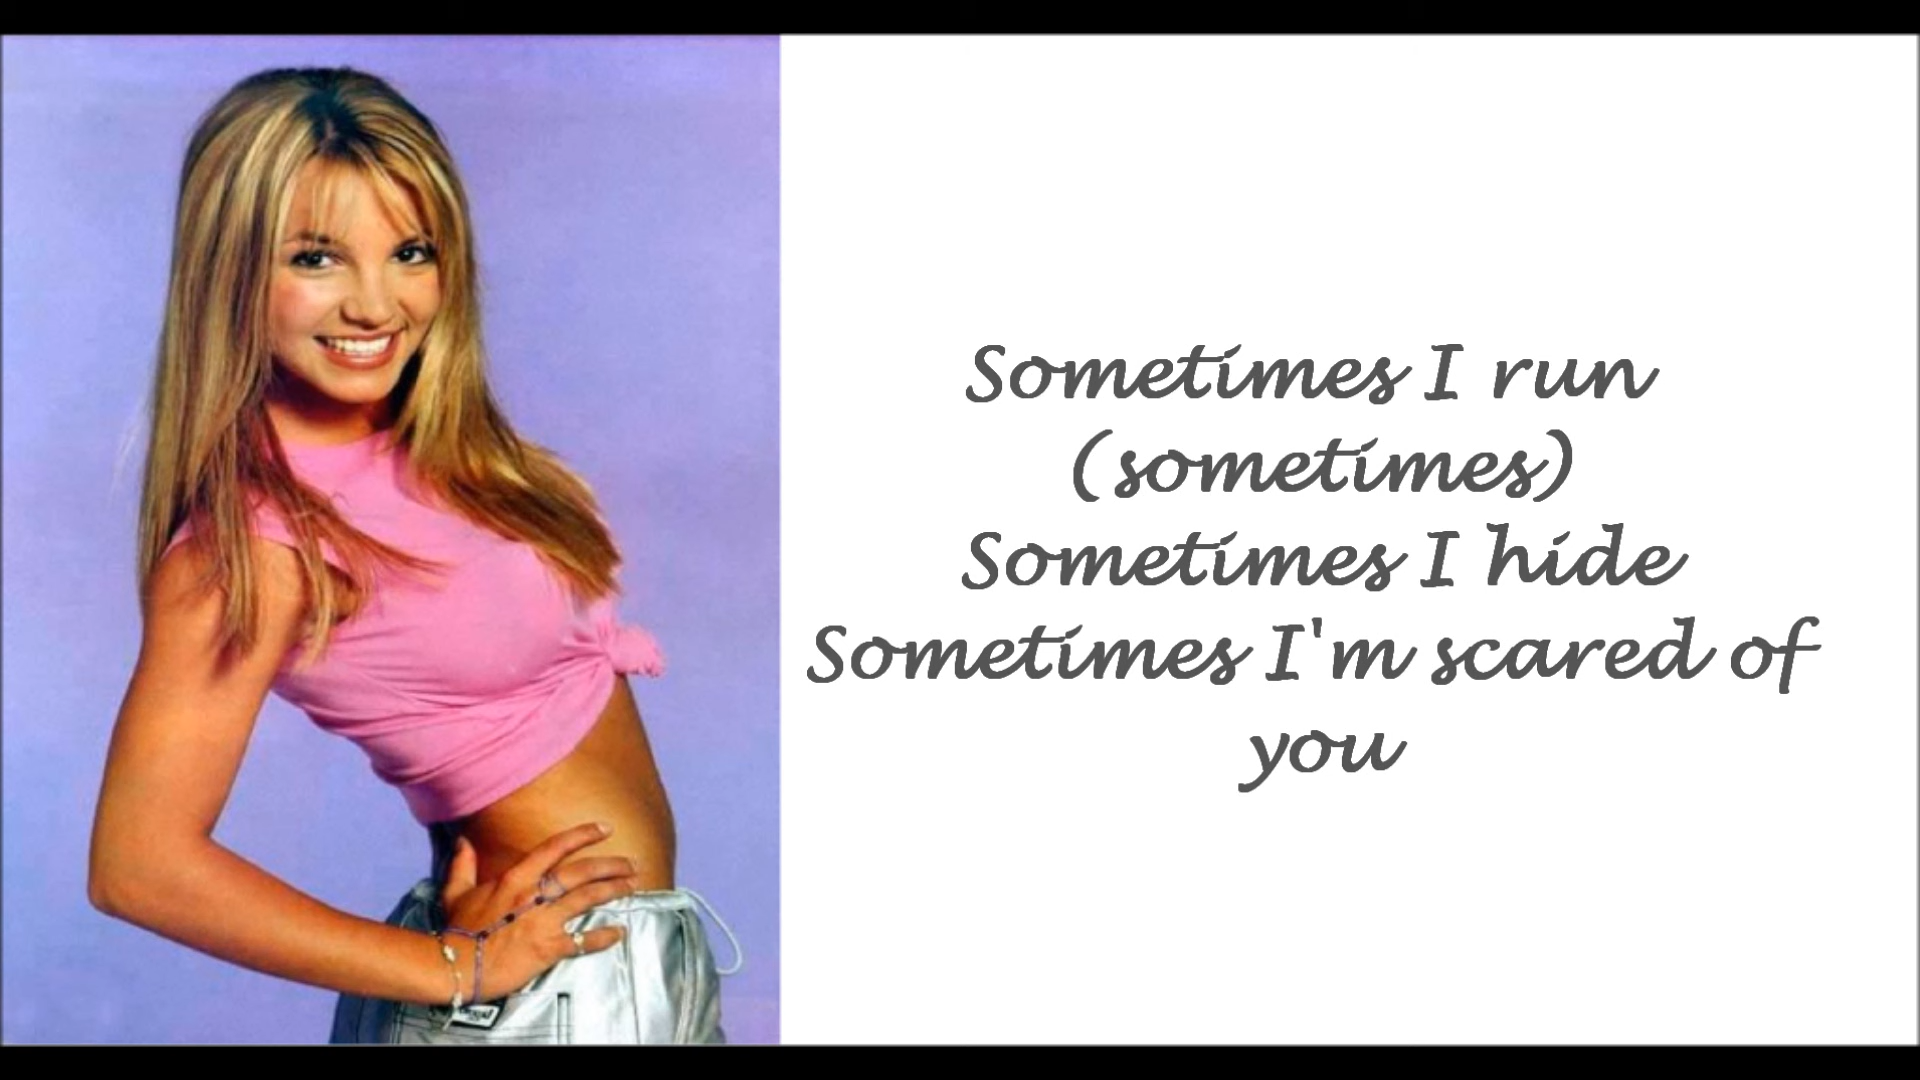 Sometimes I run
(sometimes)
Sometimes I hide
Sometimes I'm scared of
you